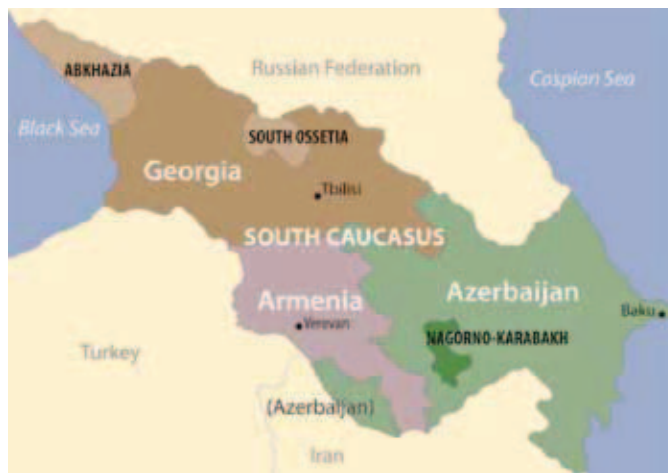 ABKHAZIA
Russian Federation
Caspian Sea
Black Sea
SOUTH OSSETIA
Georgia
Tbilisi
SOUTH CAUCASUS
Armenia
Azerbaijan
Baku
Yerevan
NAGORNO-KARABAKH
Turkey
(Azerbaijan)
Iran